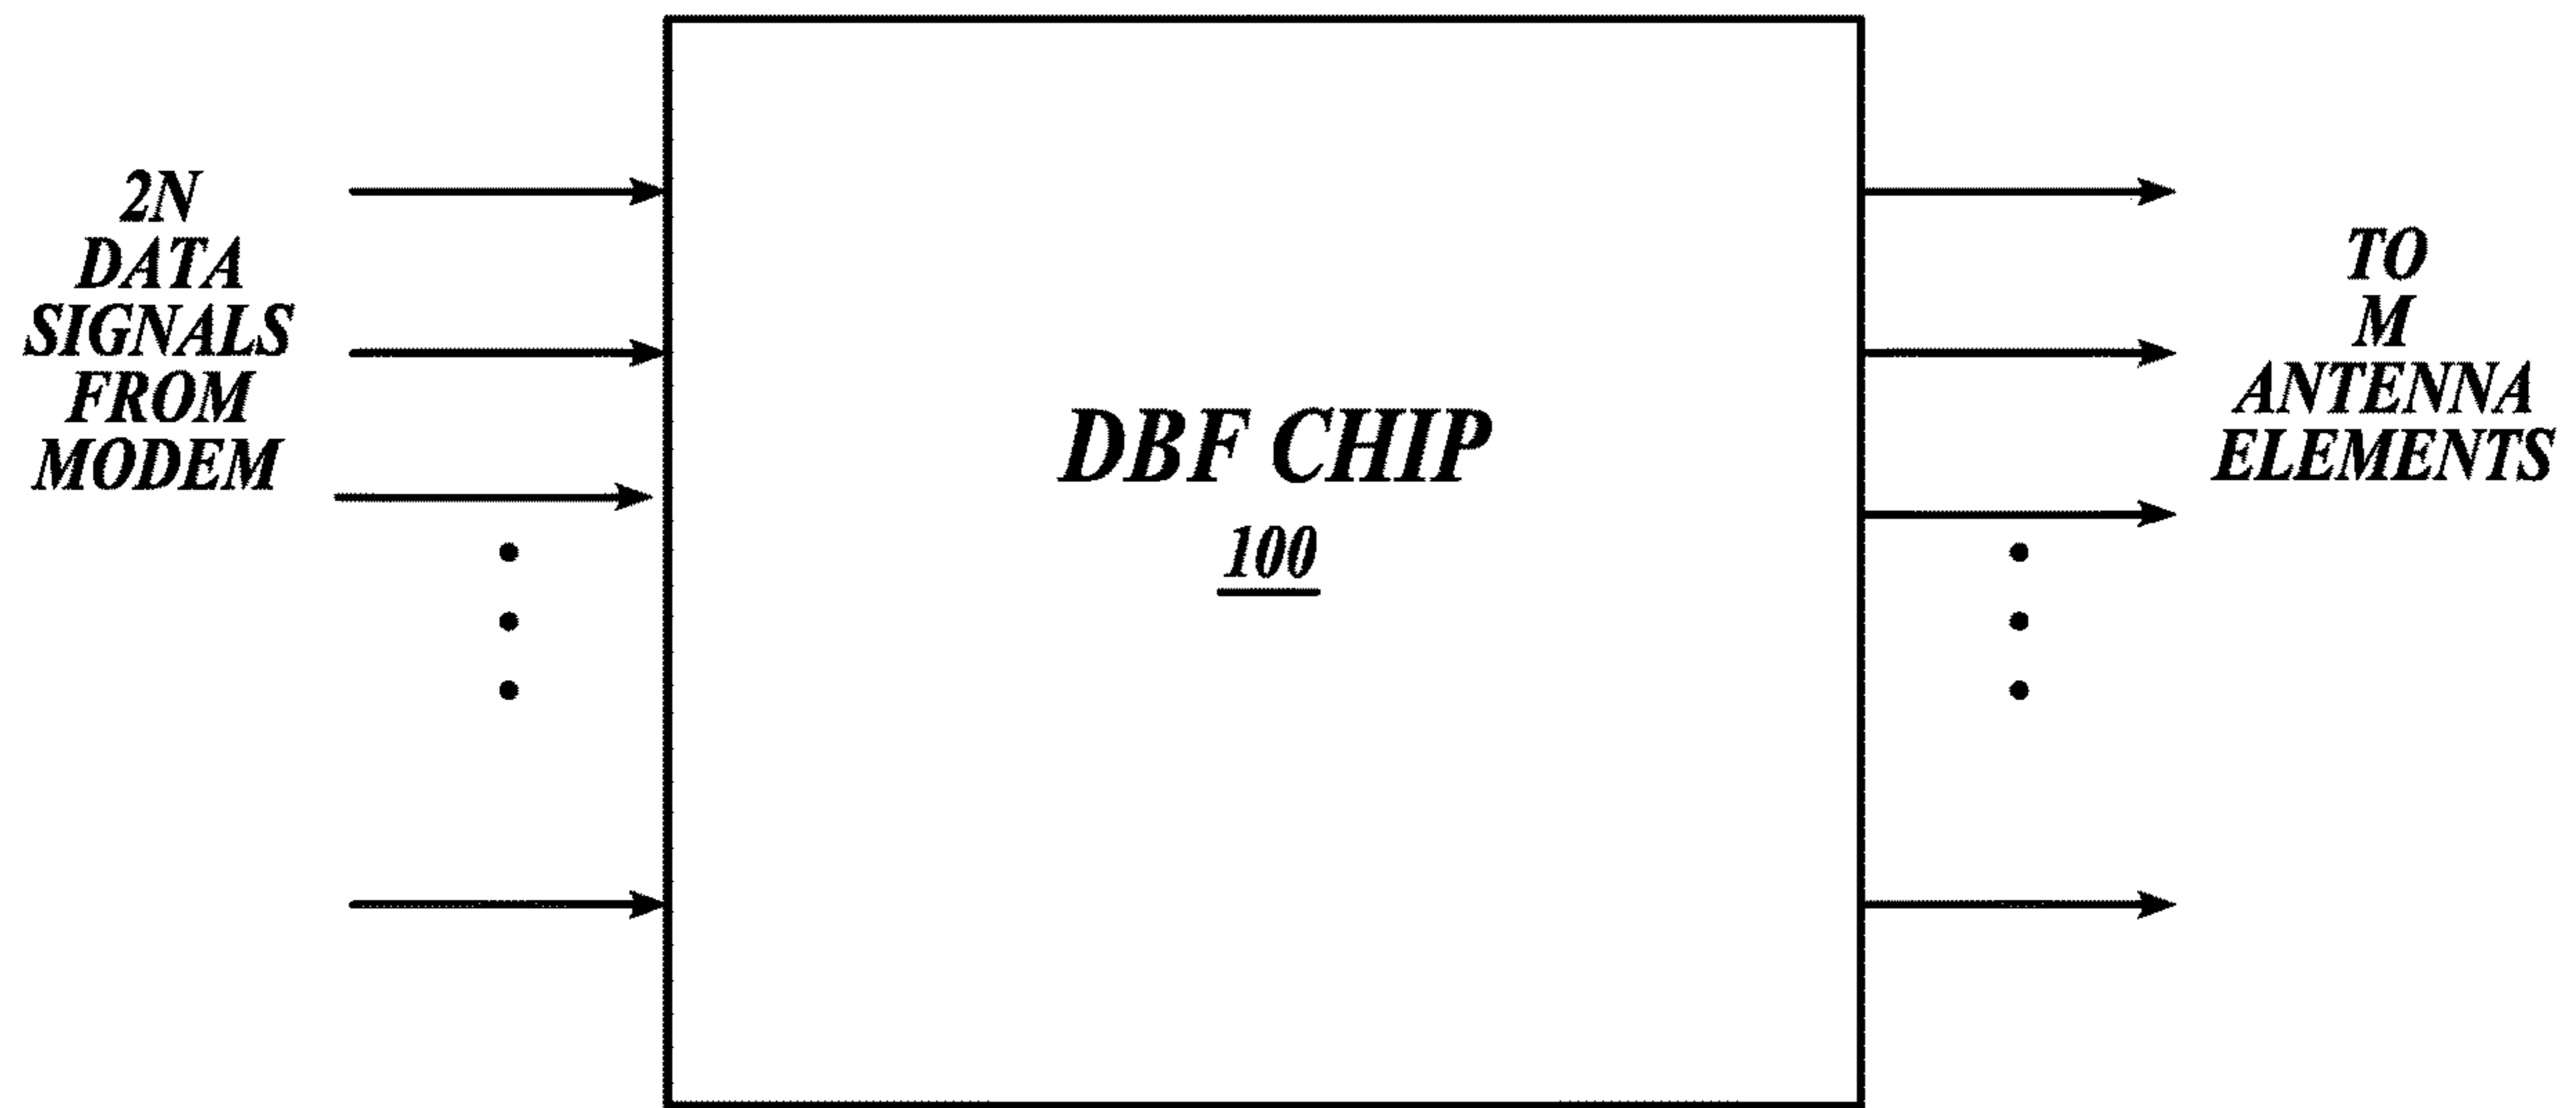 2N
DATA
SIGNALS
FROM
MODEM
DBF CHIP
100
TO
M
ANTENNA
ELEMENTS